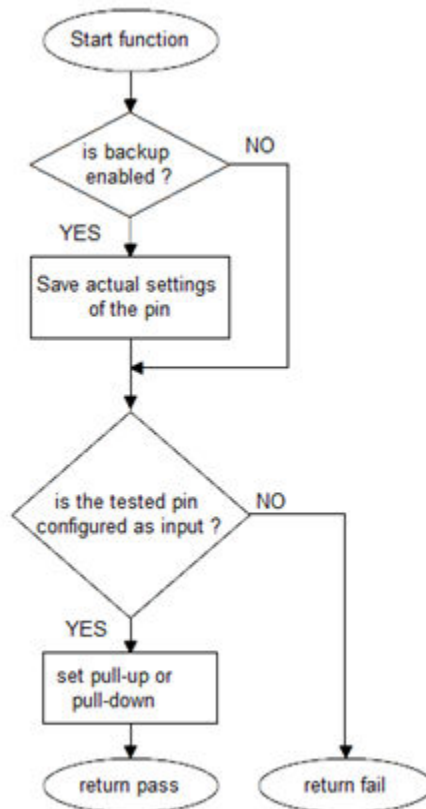 Start function
is backup
enabled ?
NO
YES
Save actual settings
of the pin
is the tested pin
configured as input ?
NO
YES
set pull-up or
pull-down
return pass
return fail